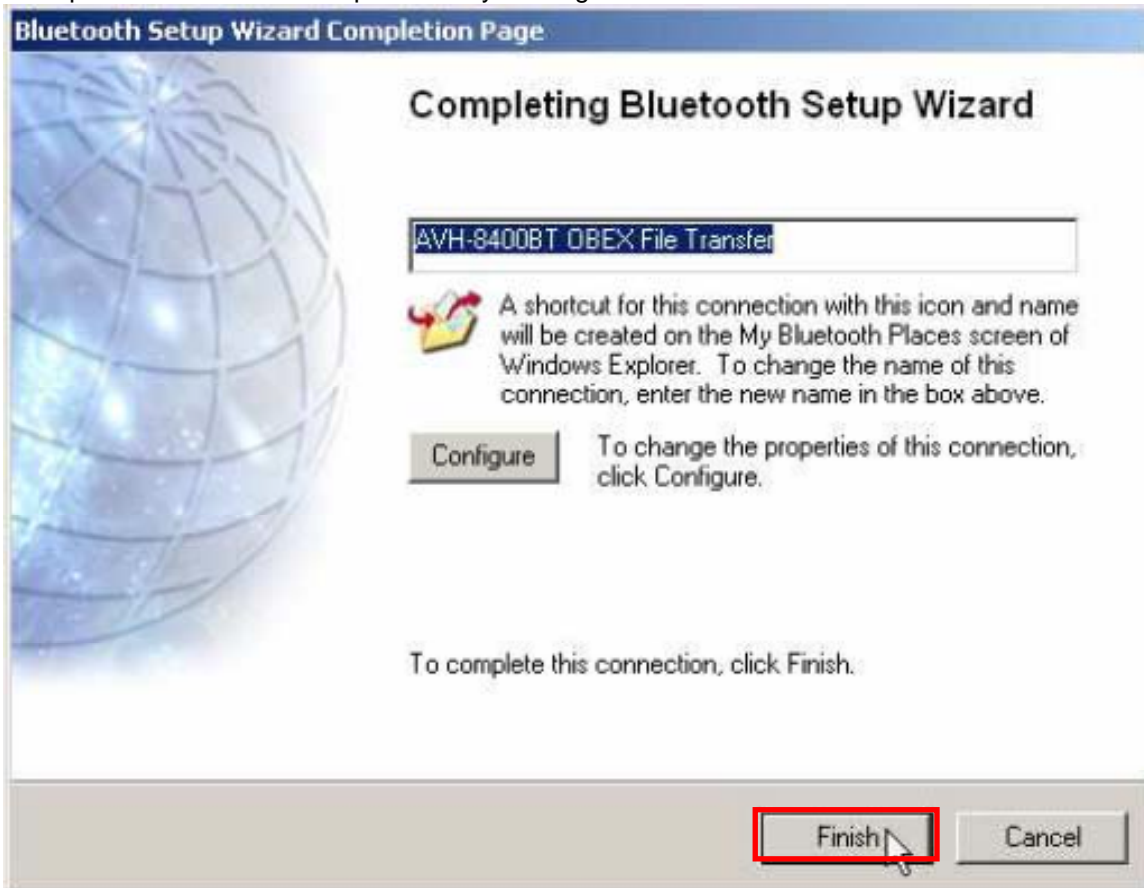 Bluetooth Setup Wizard Completion Page
Completing Bluetooth Setup Wizard
AVH-8400BT OBEX File Transfer
A shortcut for this connection with this icon and name
will be created on the My Bluetooth Places screen of
Windows Explorer. To change the name of this
connection, enter the new name in the box above.
Configure
To change the properties of this connection,
click Configure.
To complete this connection, click Finish.
Finish
Cancel